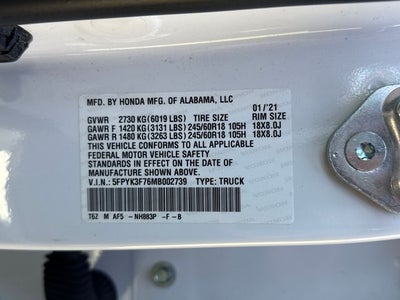 MFD. BY HONDA MFG. OF ALABAMA, LLC
01/'21
GVWR 2730 KG(6019 LBS) TIRE SIZE RIM SIZE
GAWR F 1420 KG(3131 LBS) 245/60R18 105H 18X8.0J
GAWR R 1480 KG(3263 LBS) 245/60R18 105H 18X8.0J
THIS VEHICLE CONFORMS TO ALL APPLICABLE
FEDERAL MOTOR VEHICLE SAFETY
STANDARDS IN EFFECT ON THE DATE OF
MANUFACTURE SHOWN ABOVE.
V.I.N.: 5FPYK3F76MB002739 TYPE: TRUCK
T6Z M AF5 -NH883P -F -B